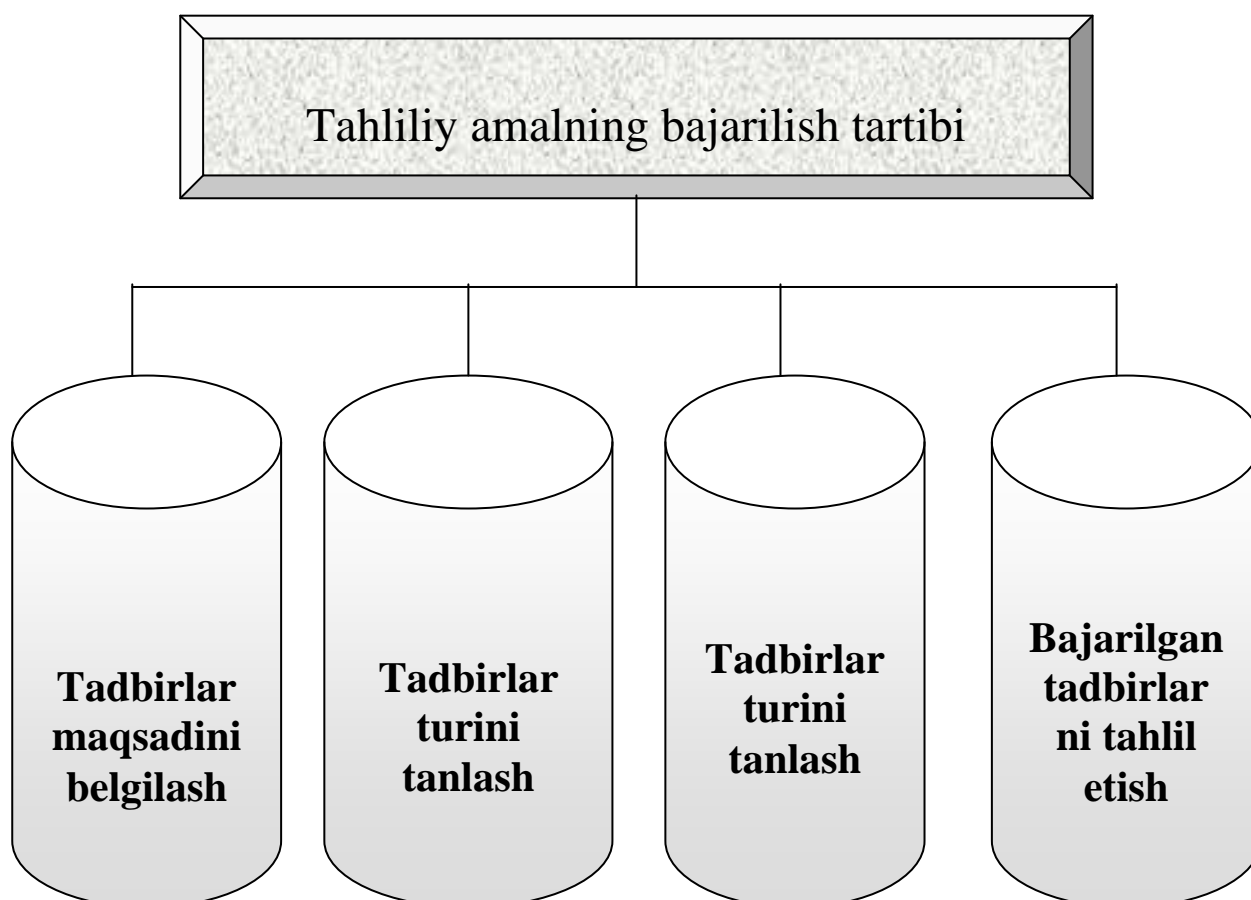 Tahliliy amalning bajarilish tartibi
Tadbirlar
maqsadini
belgilash
Tadbirlar
turini
tanlash
Tadbirlar
turini
tanlash
Bajarilgan
tadbirlar
ni tahlil
etish